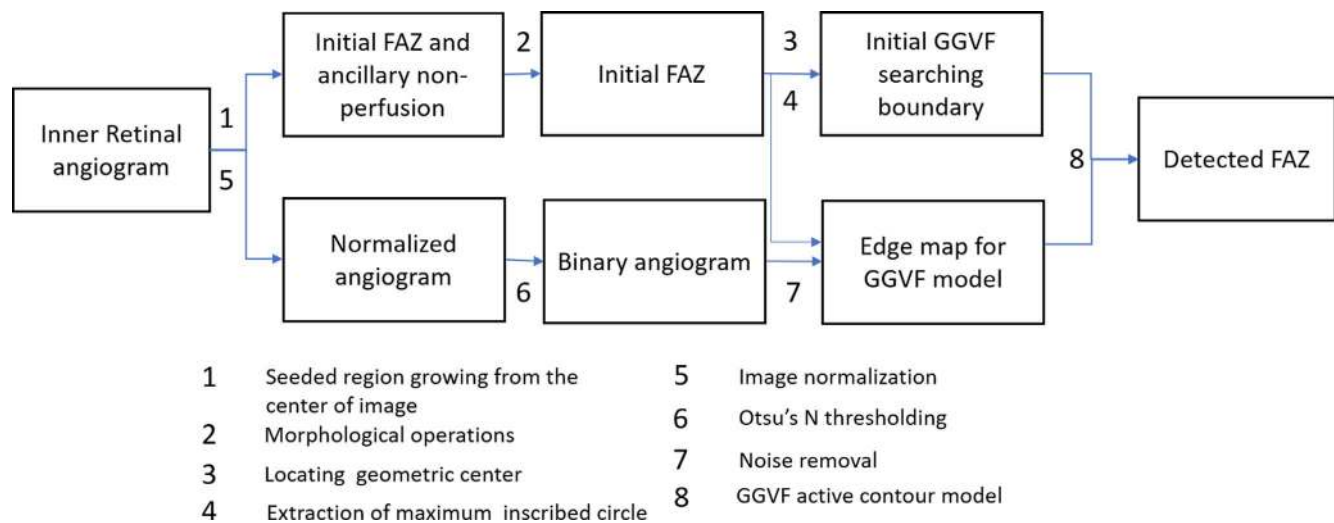 Inner Retinal
angiogram
1
5
Initial FAZ and
ancillary non-
perfusion
2
Initial FAZ
3
4
Initial GGVF
searching
boundary
Normalized
angiogram
6
Binary angiogram
7
Edge map for
GGVF model
8
Detected FAZ
1 Seeded region growing from the
center of image
2 Morphological operations
3 Locating geometric center
4 Extraction of maximum inscribed circle
5 Image normalization
6 Otsu's N thresholding
7 Noise removal
8 GGVF active contour model